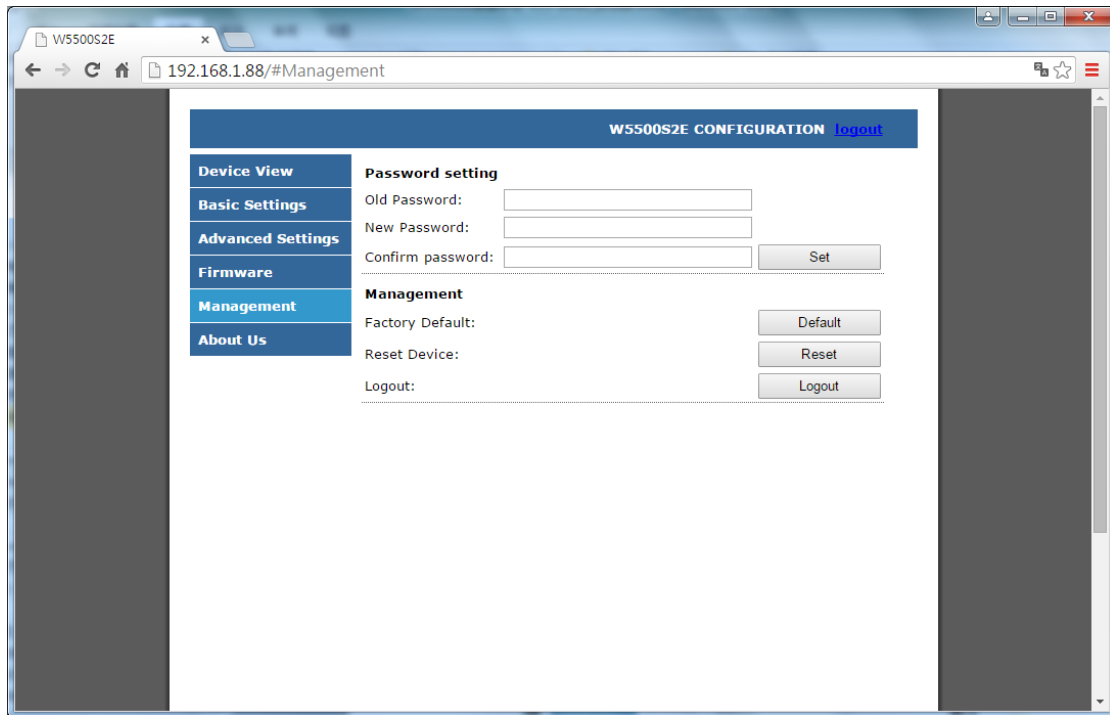 W5500S2E
192.168.1.88/#Management
W5500S2E CONFIGURATION logout
Device View
Basic Settings
Advanced Settings
Firmware
Management
About Us
Password setting
Old Password:
New Password:
Confirm password: Set
Management
Factory Default: Default
Reset Device: Reset
Logout: Logout